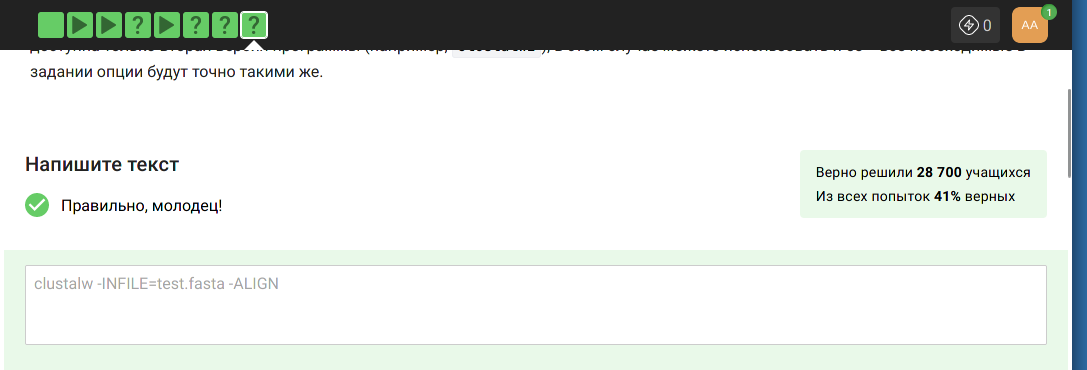 ? ? ? ?
0
AA
1
задании опции будут точно такими же.
Напишите текст
Верно решили 28 700 учащихся
Из всех попыток 41% верных
Правильно, молодец!
clustalw -INFILE=test.fasta -ALIGN